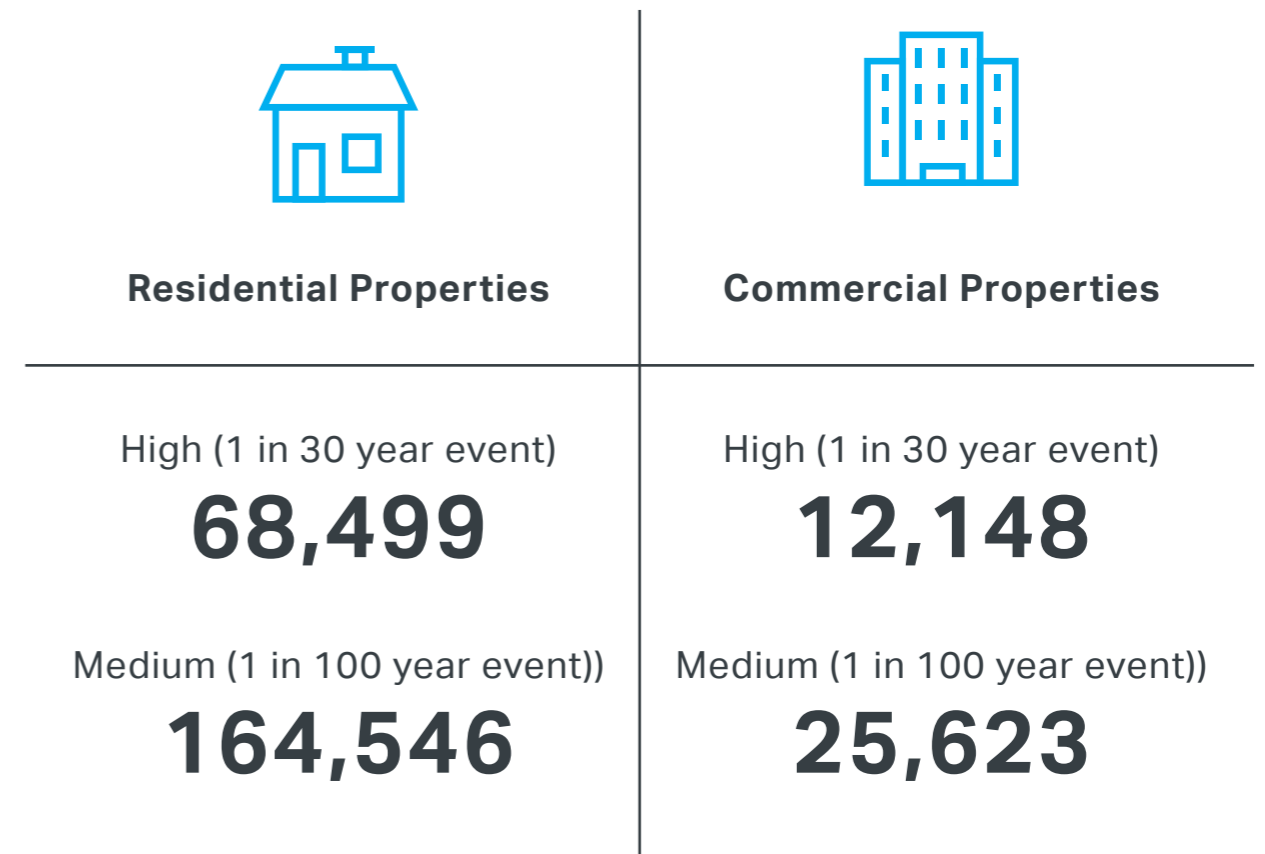 Residential Properties
Commercial Properties
High (1 in 30 year event)
68,499
High (1 in 30 year event)
12,148
Medium (1 in 100 year event))
164,546
Medium (1 in 100 year event))
25,623